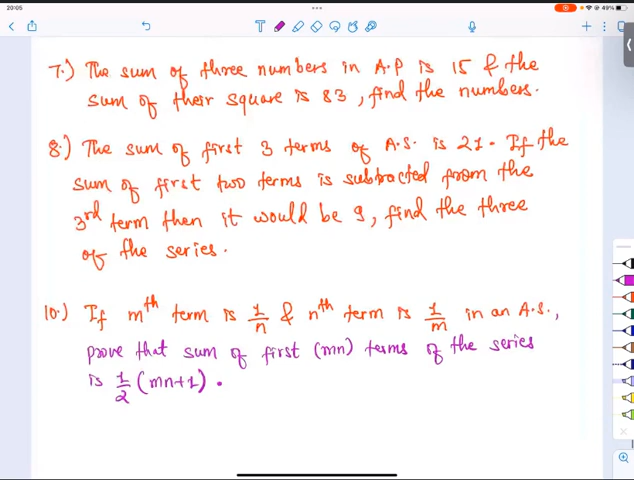 20:05
49%
7.) The sum of three numbers in A.P is 15 & the
sum of their square is 83, find the numbers.
8.) The sum of first 3 terms of A.S. is 21. If the
sum of first two terms is subtracted from the
3rd term then it would be 9, find the three
of the series.
10.) If mth term is 1/n & nth term is 1/m in an A.S.,
prove that sum of first (mn) terms of the series
is 1/2 (mn+1).